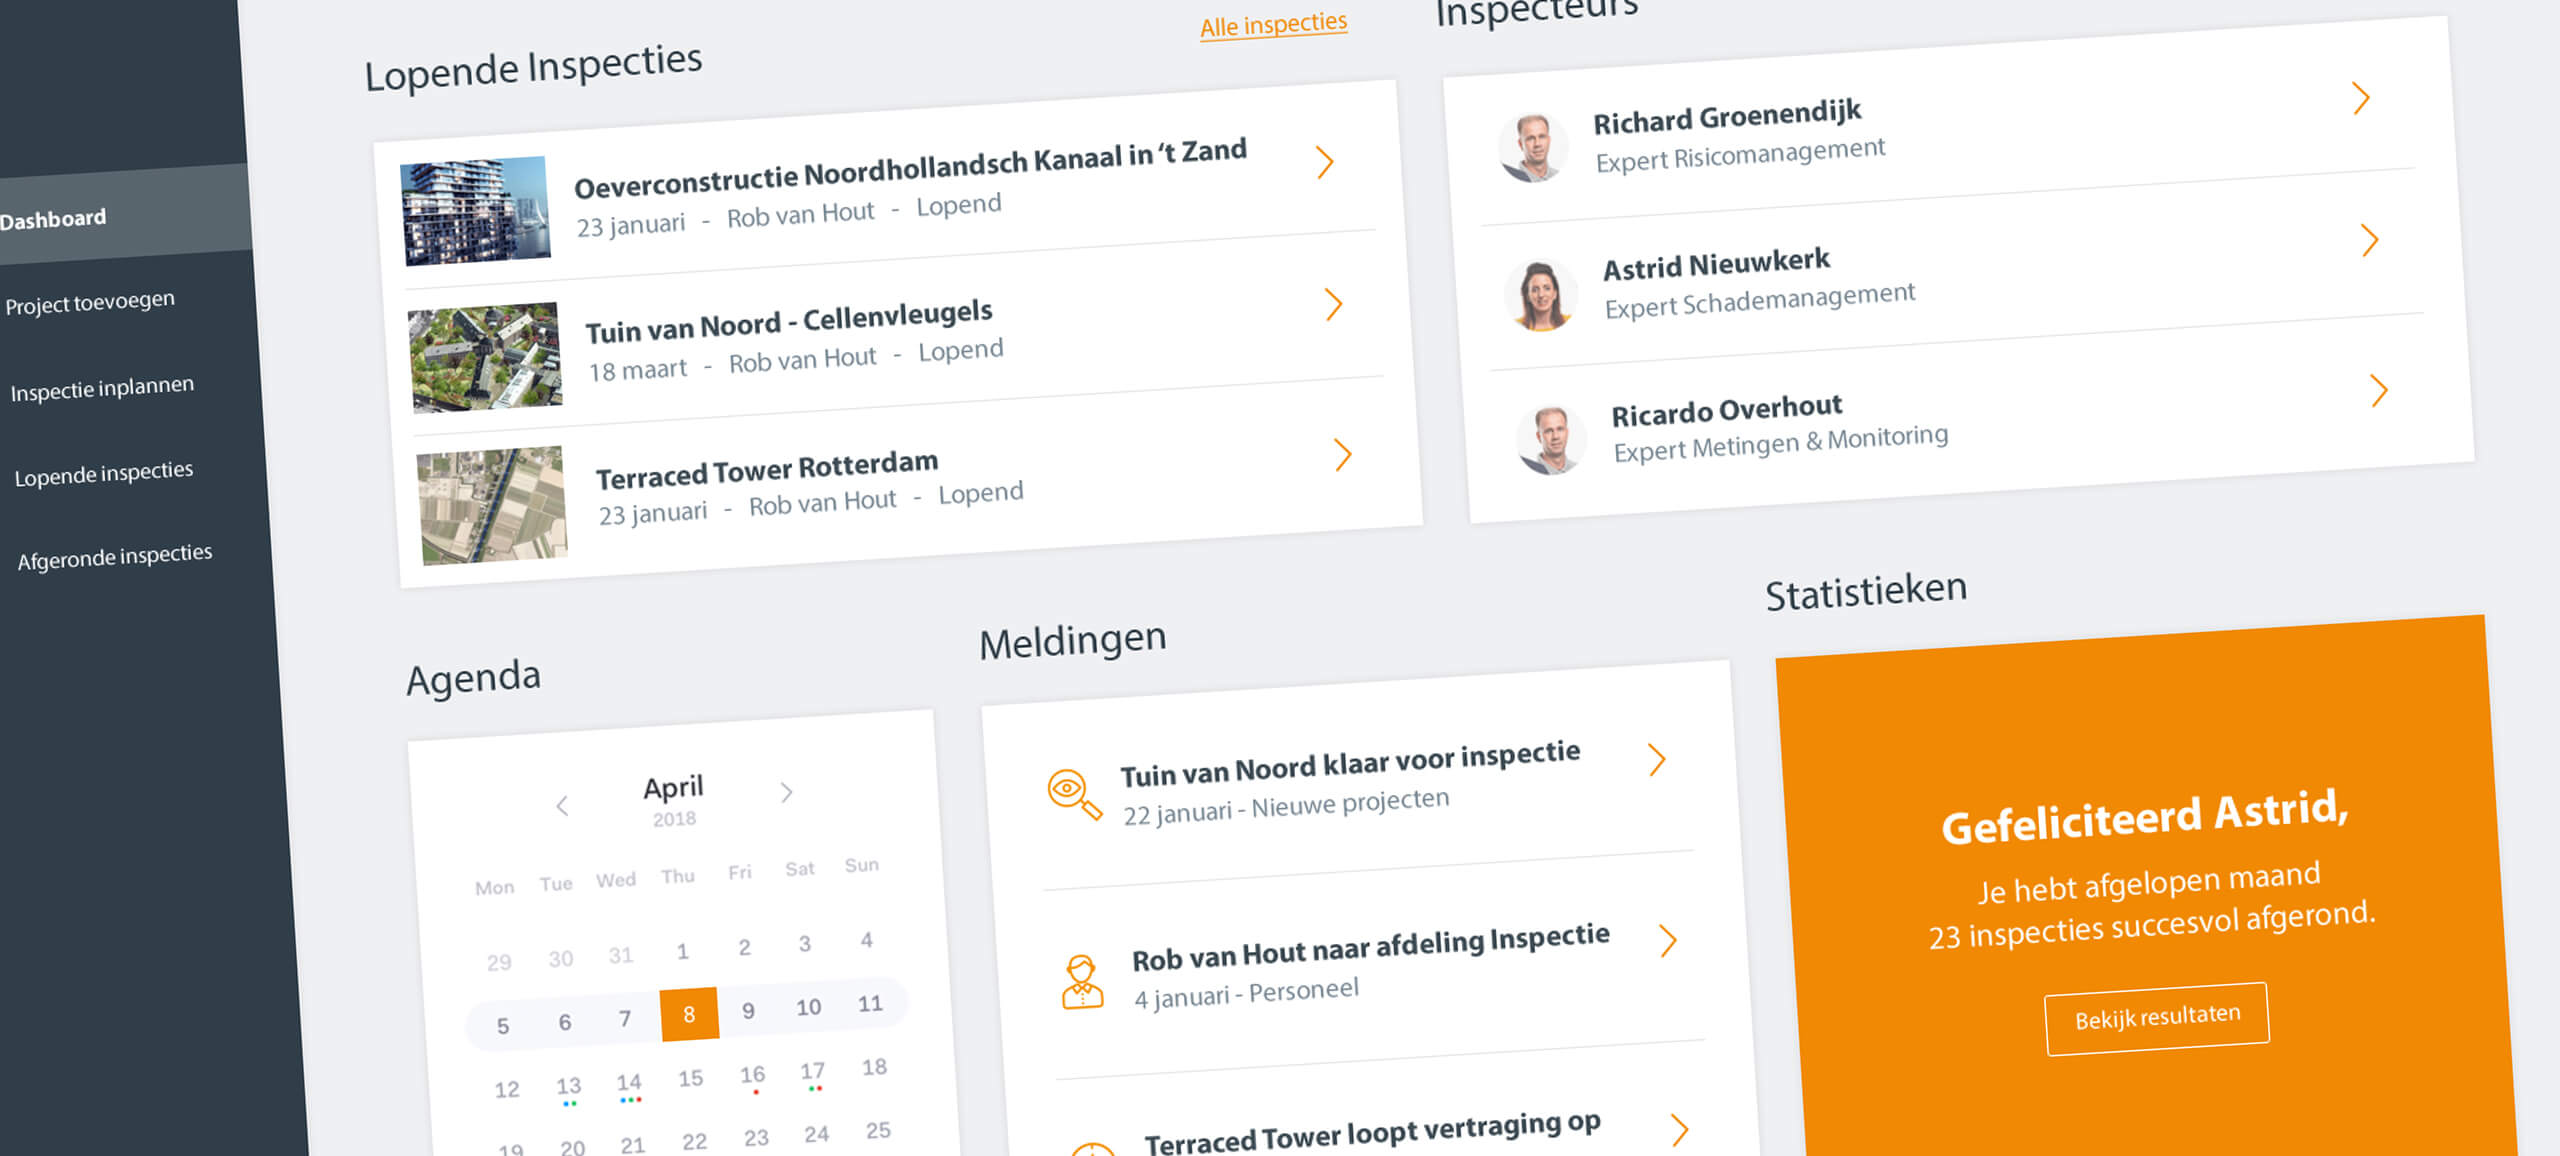 Dashboard
Project toevoegen
Inspectie inplannen
Lopende inspecties
Afgeronde inspecties
Lopende Inspecties
Alle inspecties
Oeverconstructie Noordhollandsch Kanaal in ‘t Zand
23 januari - Rob van Hout - Lopend
Tuin van Noord - Cellenvleugels
18 maart - Rob van Hout - Lopend
Terraced Tower Rotterdam
23 januari - Rob van Hout - Lopend
Inspecteurs
Richard Groenendijk
Expert Risicomanagement
Astrid Nieuwkerk
Expert Schademanagement
Ricardo Overhout
Expert Metingen & Monitoring
Agenda
April
2018
Mon Tue Wed Thu Fri Sat Sun
29 30 31 1 2 3 4
5 6 7 8 9 10 11
12 13 14 15 16 17 18
19 20 21 22 23 24 25
Meldingen
Tuin van Noord klaar voor inspectie
22 januari - Nieuwe projecten
Rob van Hout naar afdeling Inspectie
4 januari - Personeel
Terraced Tower loopt vertraging op
Statistieken
Gefeliciteerd Astrid,
Je hebt afgelopen maand
23 inspecties succesvol afgerond.
Bekijk resultaten